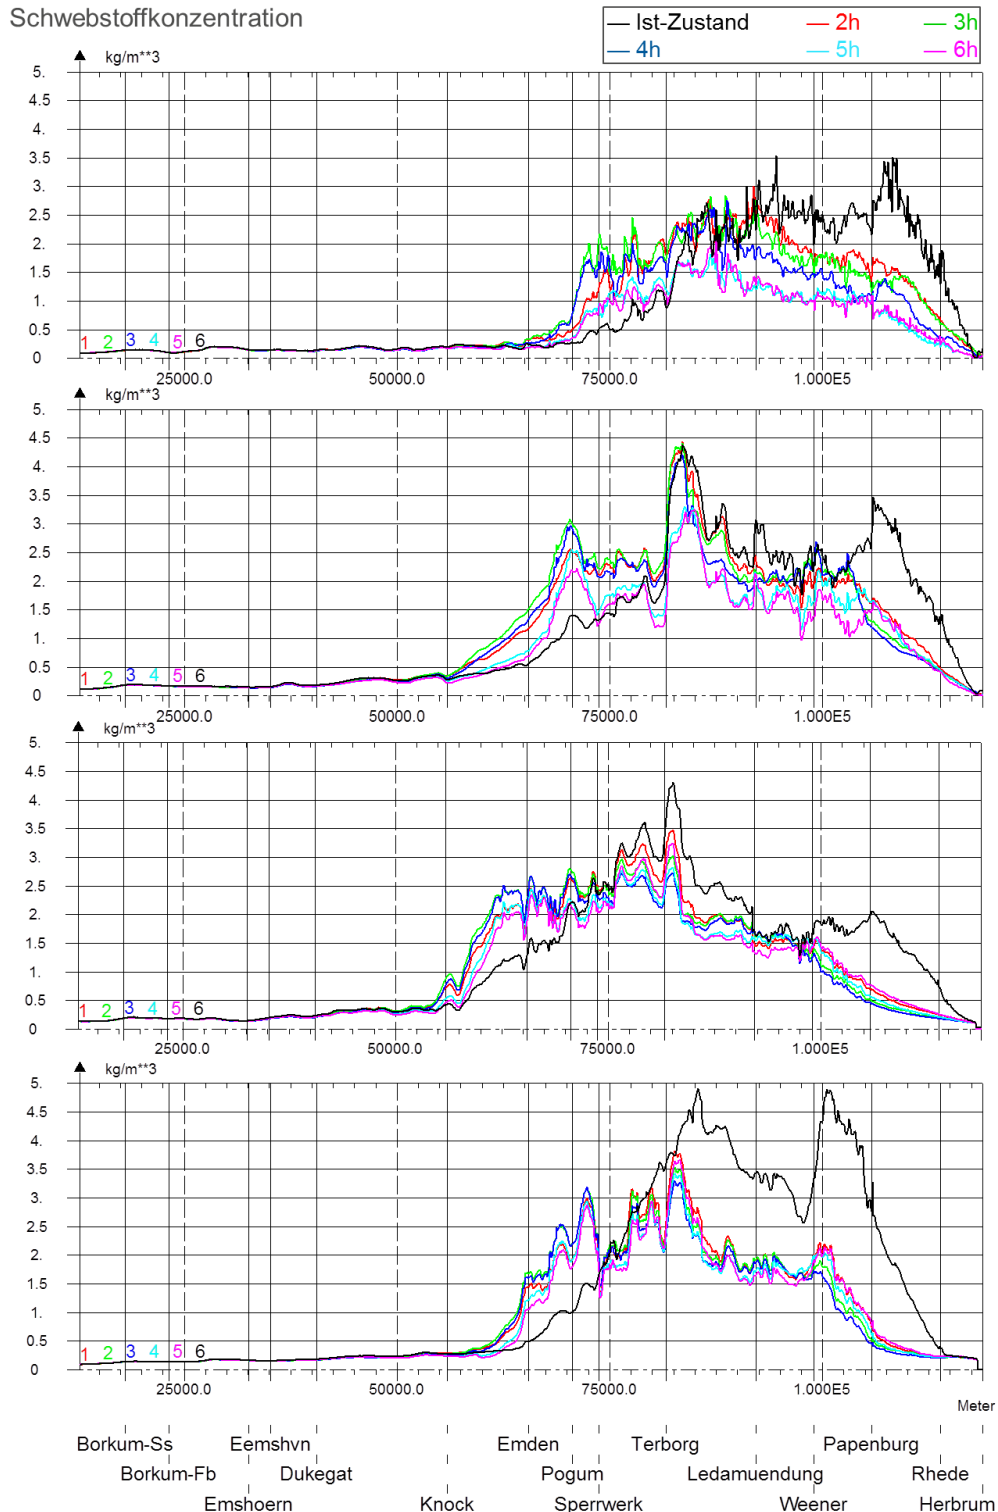 Schwebstoffkonzentration
Ist-Zustand 2h 3h
4h 5h 6h
kg/m**3
5.
4.5
4.
3.5
3.
2.5
2.
1.5
1.
0.5
0
1 2 3 4 5 6
25000.0 50000.0 75000.0 1.000E5
kg/m**3
5.
4.5
4.
3.5
3.
2.5
2.
1.5
1.
0.5
0
1 2 3 4 5 6
25000.0 50000.0 75000.0 1.000E5
kg/m**3
5.
4.5
4.
3.5
3.
2.5
2.
1.5
1.
0.5
0
1 2 3 4 5 6
25000.0 50000.0 75000.0 1.000E5
kg/m**3
5.
4.5
4.
3.5
3.
2.5
2.
1.5
1.
0.5
0
1 2 3 4 5 6
25000.0 50000.0 75000.0 1.000E5
Meter
Borkum-Ss Eemshvn Emden Terborg Papenburg
Borkum-Fb Dukegat Pogum Ledamuendung Rhede
Emshoern Knock Sperrwerk Weener Herbrum